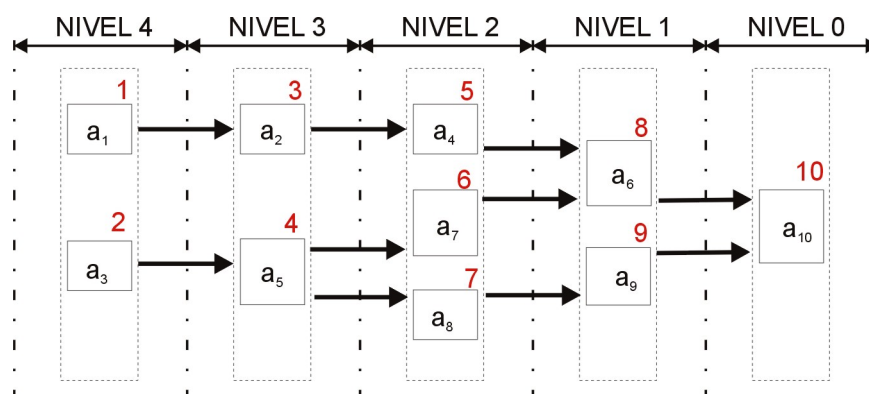 NIVEL 4 NIVEL 3 NIVEL 2 NIVEL 1 NIVEL 0
1 3 5
a₁ a₂ a₄
8
a₆
6
a₇
10
a₁₀
2 4
a₃ a₅
9
a₉
7
a₈